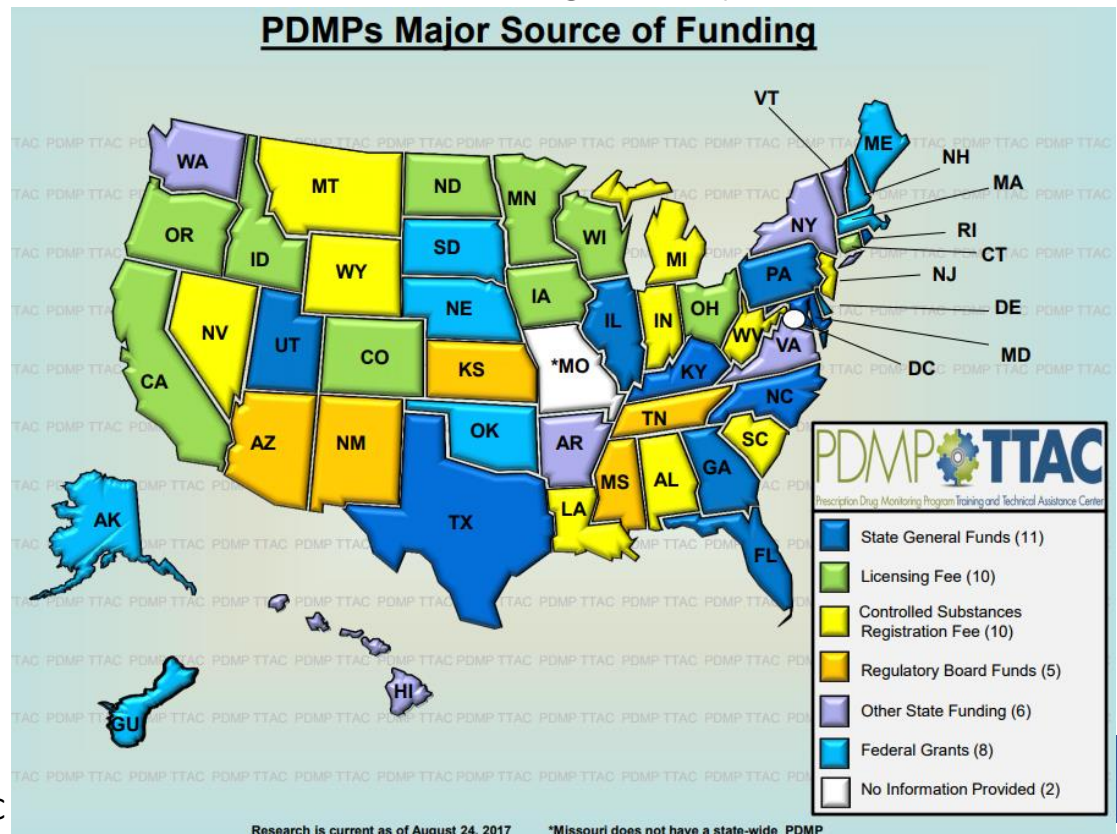 PDMPs Major Source of Funding
VT
ME
WA
NH
MT
ND
MN
MA
OR
ID
SD
WI
NY
RI
WY
MI
CT
PA
NJ
IA
NE
OH
DE
NV
UT
IL
IN
WV
CO
*MO
VA
MD
KS
KY
DC
CA
NC
TN
AZ
NM
OK
AR
SC
MS
AL
GA
LA
TX
AK
FL
HI
GU
PDMP TTAC
Prescription Drug Monitoring Program Training and Technical Assistance Center
State General Funds (11)
Licensing Fee (10)
Controlled Substances
Registration Fee (10)
Regulatory Board Funds (5)
Other State Funding (6)
Federal Grants (8)
No Information Provided (2)
Research is current as of August 24, 2017 *Missouri does not have a state-wide PDMP